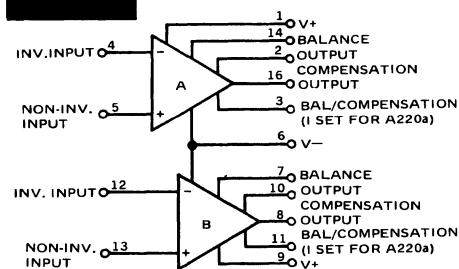 1 V+
14 BALANCE
INV.INPUT 4 − 2 OUTPUT
COMPENSATION
A 16 OUTPUT
NON-INV. 5 + 3 BAL/COMPENSATION
INPUT (I SET FOR A220a)
6 V−
7 BALANCE
INV. INPUT 12 − 10 OUTPUT
COMPENSATION
B 8 OUTPUT
11 BAL/COMPENSATION
NON-INV. 13 + (I SET FOR A220a)
INPUT 9 V+